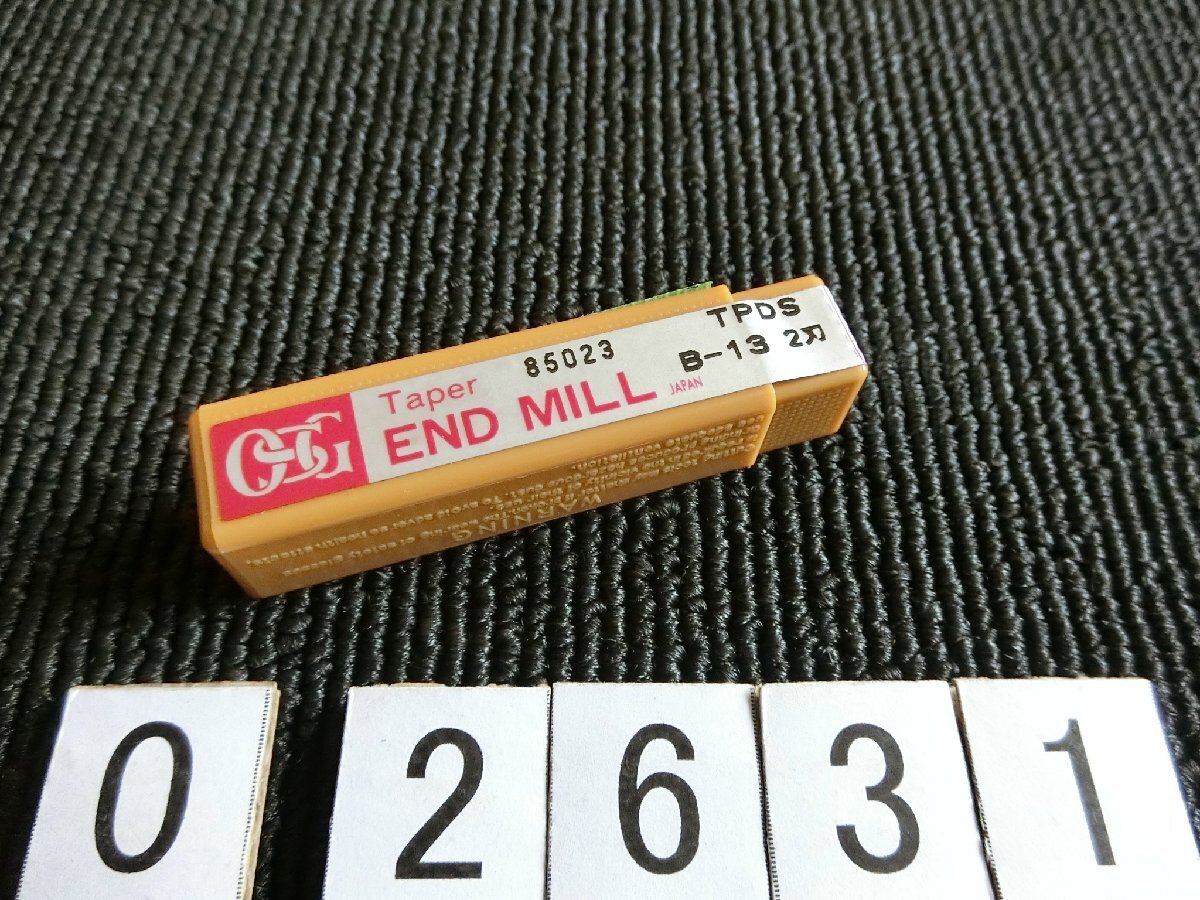 OSG
Taper
END MILL
85023
JAPAN
TPDS
B-13 2刃
WARNING
0 2 6 3 1